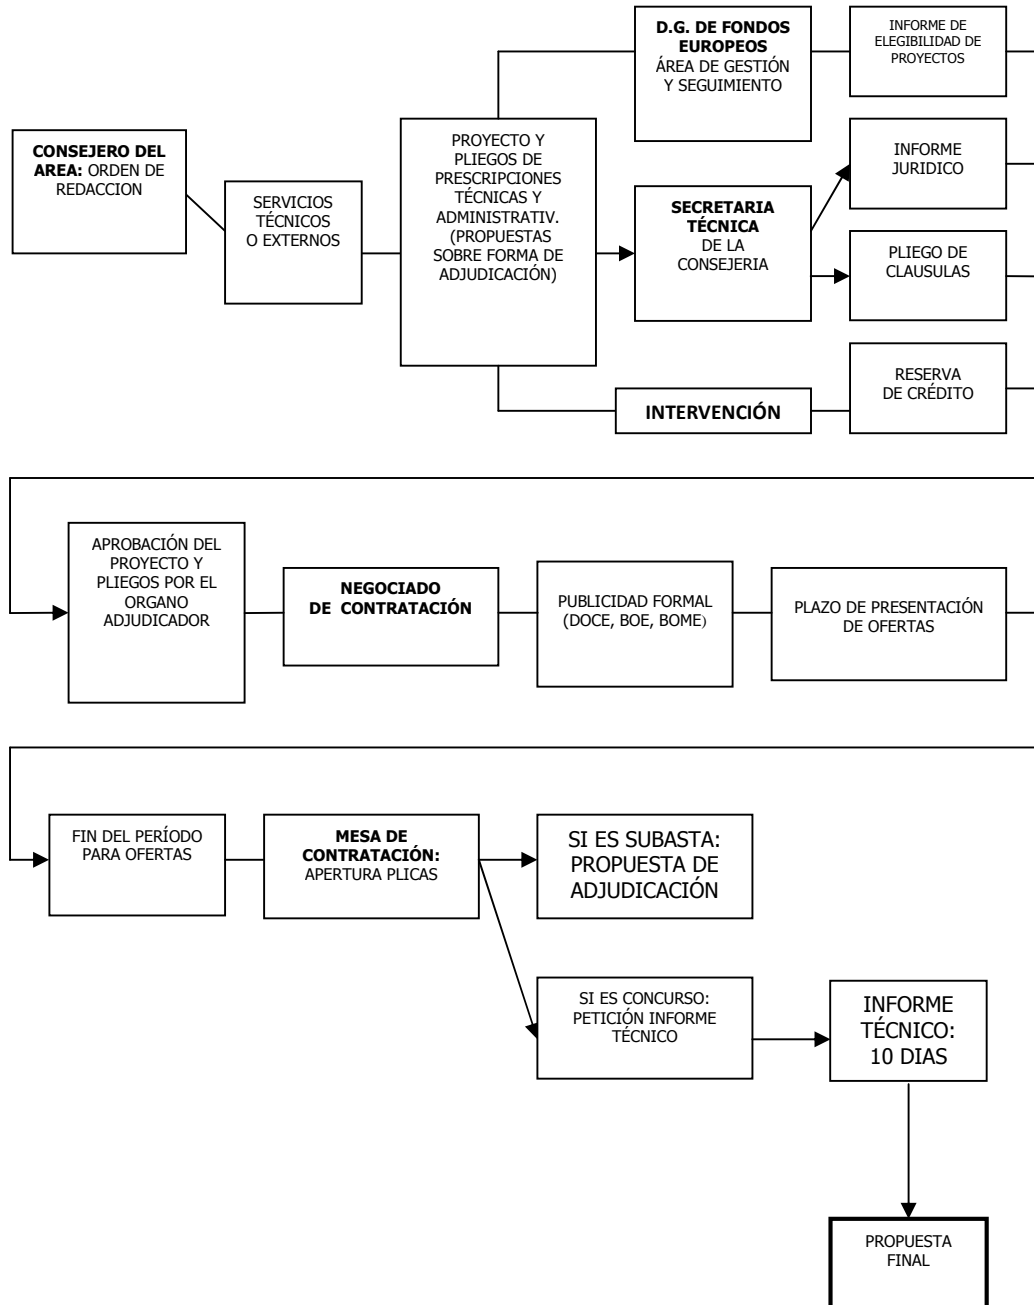 CONSEJERO DEL
AREA: ORDEN DE
REDACCION
SERVICIOS
TÉCNICOS
O EXTERNOS
PROYECTO Y
PLIEGOS DE
PRESCRIPCIONES
TÉCNICAS Y
ADMINISTRATIV.
(PROPUESTAS
SOBRE FORMA DE
ADJUDICACIÓN)
D.G. DE FONDOS
EUROPEOS
ÁREA DE GESTIÓN
Y SEGUIMIENTO
INFORME DE
ELEGIBILIDAD DE
PROYECTOS
SECRETARIA
TÉCNICA
DE LA
CONSEJERIA
INFORME
JURIDICO
PLIEGO DE
CLAUSULAS
INTERVENCIÓN
RESERVA
DE CRÉDITO
APROBACIÓN DEL
PROYECTO Y
PLIEGOS POR EL
ORGANO
ADJUDICADOR
NEGOCIADO
DE CONTRATACIÓN
PUBLICIDAD FORMAL
(DOCE, BOE, BOME)
PLAZO DE PRESENTACIÓN
DE OFERTAS
FIN DEL PERÍODO
PARA OFERTAS
MESA DE
CONTRATACIÓN:
APERTURA PLICAS
SI ES SUBASTA:
PROPUESTA DE
ADJUDICACIÓN
SI ES CONCURSO:
PETICIÓN INFORME
TÉCNICO
INFORME
TÉCNICO:
10 DIAS
PROPUESTA
FINAL